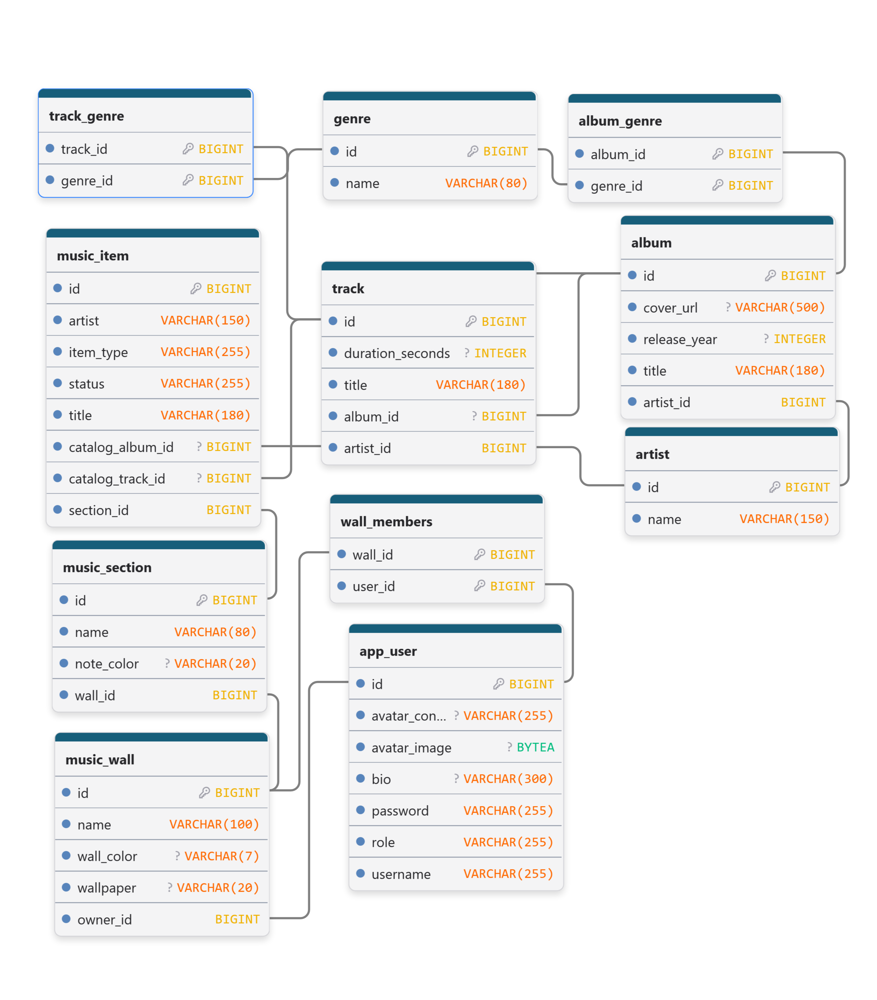 track_genre
track_id BIGINT
genre_id BIGINT
genre
id BIGINT
name VARCHAR(80)
album_genre
album_id BIGINT
genre_id BIGINT
music_item
id BIGINT
artist VARCHAR(150)
item_type VARCHAR(255)
status VARCHAR(255)
title VARCHAR(180)
catalog_album_id ? BIGINT
catalog_track_id ? BIGINT
section_id BIGINT
track
id BIGINT
duration_seconds ? INTEGER
title VARCHAR(180)
album_id ? BIGINT
artist_id BIGINT
album
id BIGINT
cover_url ? VARCHAR(500)
release_year ? INTEGER
title VARCHAR(180)
artist_id BIGINT
artist
id BIGINT
name VARCHAR(150)
wall_members
wall_id BIGINT
user_id BIGINT
music_section
id BIGINT
name VARCHAR(80)
note_color ? VARCHAR(20)
wall_id BIGINT
app_user
id BIGINT
avatar_con... ? VARCHAR(255)
avatar_image ? BYTEA
bio ? VARCHAR(300)
password VARCHAR(255)
role VARCHAR(255)
username VARCHAR(255)
music_wall
id BIGINT
name VARCHAR(100)
wall_color ? VARCHAR(7)
wallpaper ? VARCHAR(20)
owner_id BIGINT